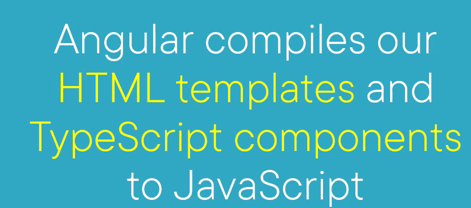 Angular compiles our
HTML templates and
TypeScript components
to JavaScript